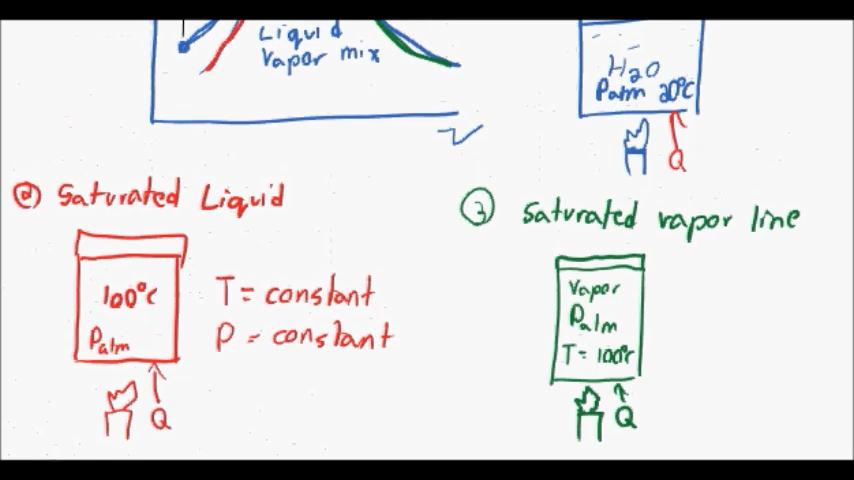 Liquid
Vapor mix
V
H2O
Patm 20°C
Q
② Saturated Liquid
100°C
Patm
T = constant
P = constant
Q
③ Saturated vapor line
Vapor
Patm
T = 100°C
Q